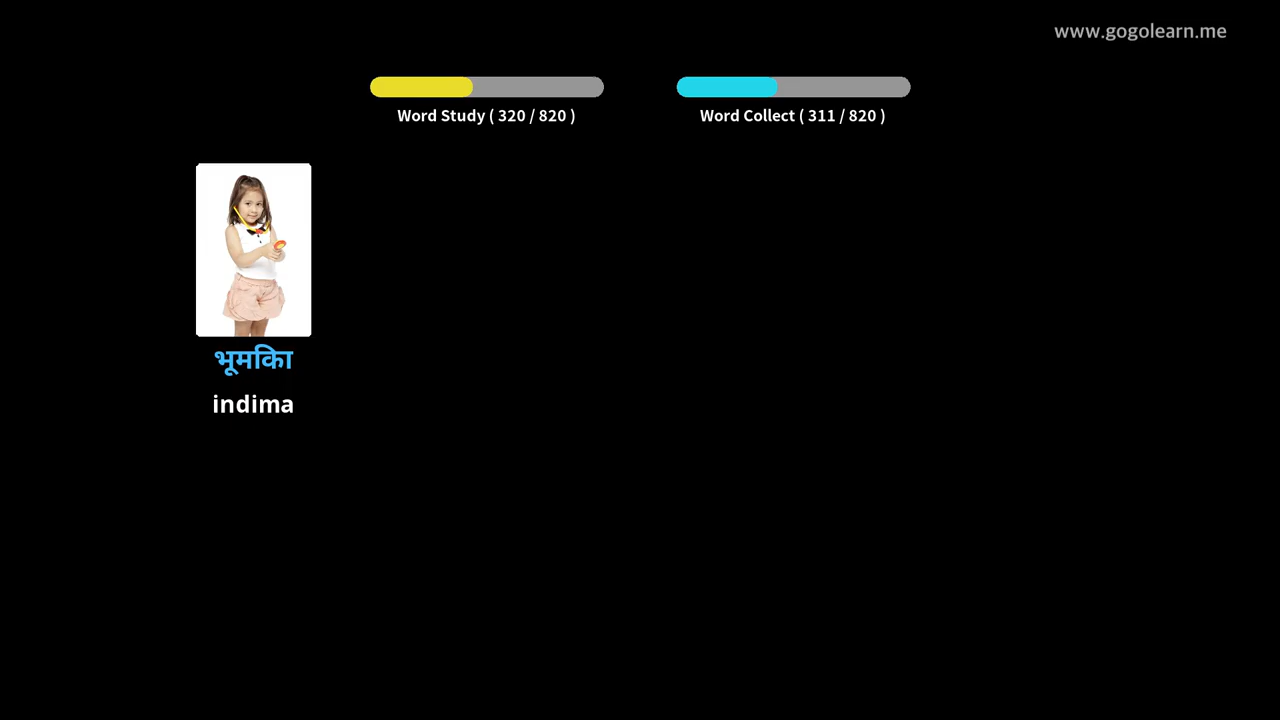 www.gogolearn.me
Word Study ( 320 / 820 )
Word Collect ( 311 / 820 )
भूमिका
indima